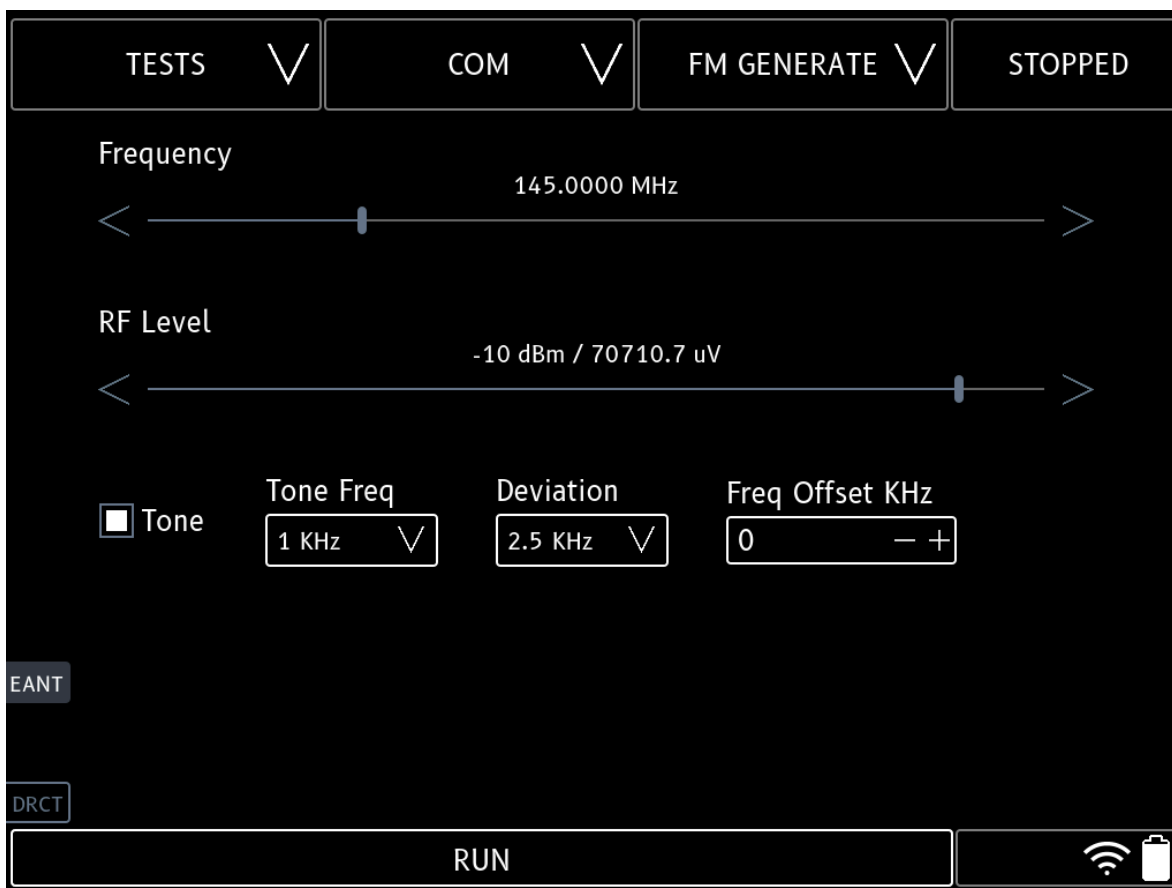 TESTS
COM
FM GENERATE
STOPPED
Frequency
145.0000 MHz
RF Level
-10 dBm / 70710.7 uV
Tone
Tone Freq
1 KHz
Deviation
2.5 KHz
Freq Offset KHz
0
EANT
DRCT
RUN